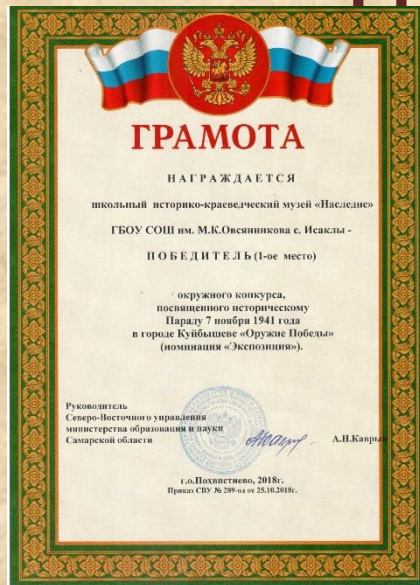 ГРАМОТА
НАГРАЖДАЕТСЯ
школьный историко-краеведческий музей «Наследие»
ГБОУ СОШ им. М.К.Овсянникова с. Исаклы -
ПОБЕДИТЕЛЬ (1-ое место)
окружного конкурса,
посвященного историческому
Параду 7 ноября 1941 года
в городе Куйбышеве «Оружие Победы»
(номинация «Экспозиция»).
Руководитель
Северо-Восточного управления
министерства образования и науки
Самарской области
А.Н.Каврын
г.о.Похвистнево, 2018г.
Приказ СВУ № 289-од от 25.10.2018г.